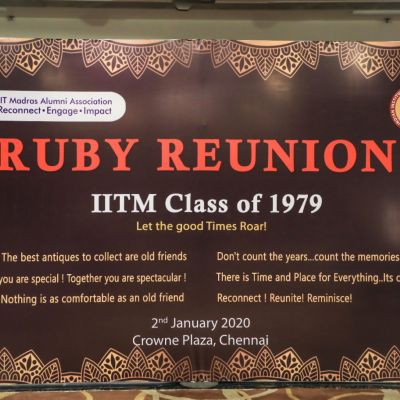 IT Madras Alumni Association
Reconnect • Engage • Impact
RUBY REUNION
IITM Class of 1979
Let the good Times Roar!
The best antiques to collect are old friends
you are special ! Together you are spectacular !
Nothing is as comfortable as an old friend
Don't count the years...count the memories
There is Time and Place for Everything..Its
Reconnect ! Reunite! Reminisce!
2nd January 2020
Crowne Plaza, Chennai